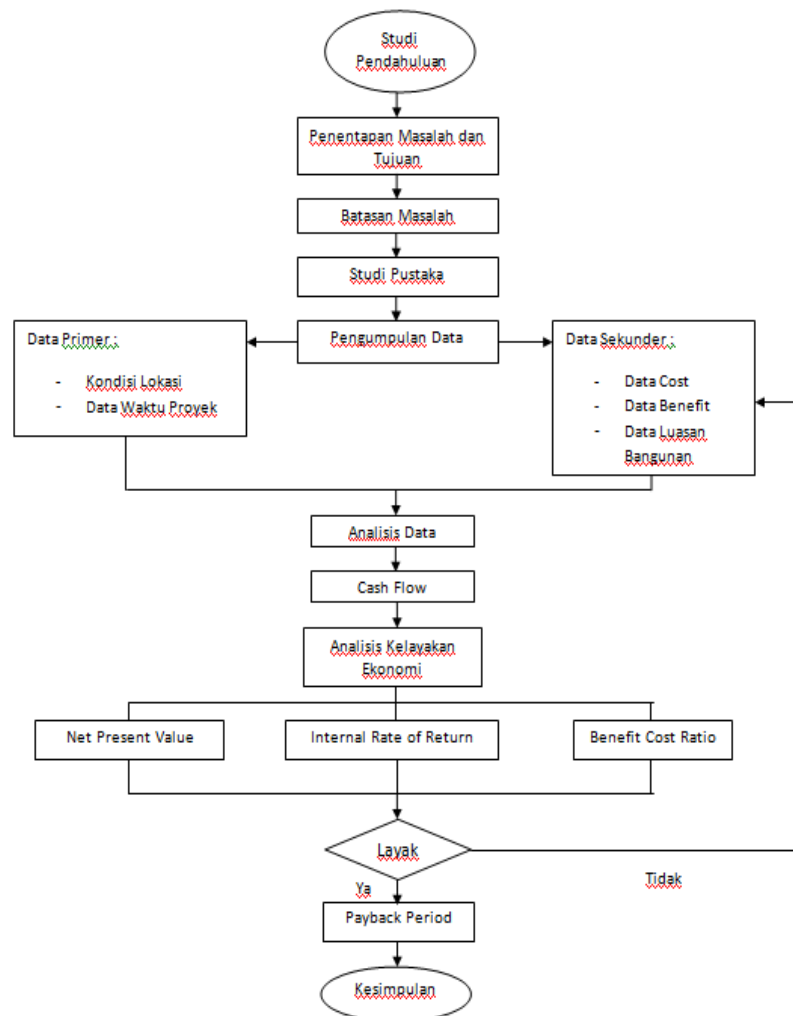 Studi
Pendahuluan
Penentapan Masalah dan
Tujuan
Batasan Masalah
Studi Pustaka
Pengumpulan Data
Data Primer :
- Kondisi Lokasi
- Data Waktu Proyek
Data Sekunder :
- Data Cost
- Data Benefit
- Data Luasan
Bangunan
Analisis Data
Cash Flow
Analisis Kelayakan
Ekonomi
Net Present Value
Internal Rate of Return
Benefit Cost Ratio
Layak
Tidak
Ya
Payback Period
Kesimpulan